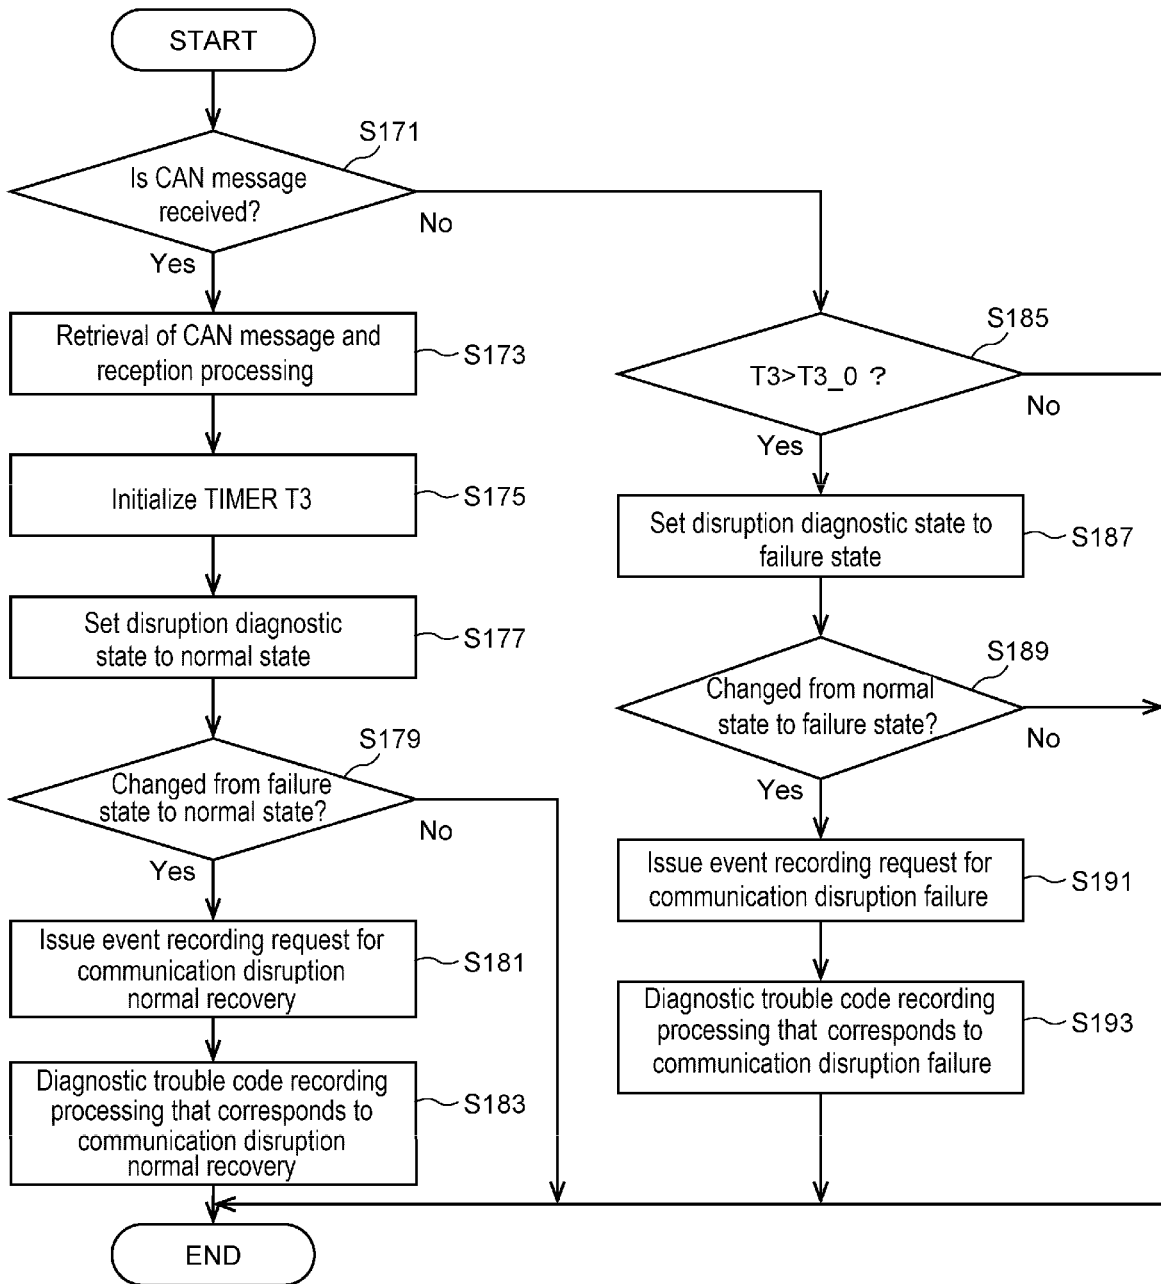 START
S171
Is CAN message
received?
No
Yes
Retrieval of CAN message and
reception processing
S173
Initialize TIMER T3
S175
Set disruption diagnostic
state to normal state
S177
S179
Changed from failure
state to normal state?
No
Yes
Issue event recording request for
communication disruption
normal recovery
S181
Diagnostic trouble code recording
processing that corresponds to
communication disruption
normal recovery
S183
END
S185
T3>T3_0 ?
No
Yes
Set disruption diagnostic state to
failure state
S187
S189
Changed from normal
state to failure state?
No
Yes
Issue event recording request for
communication disruption failure
S191
Diagnostic trouble code recording
processing that corresponds to
communication disruption failure
S193